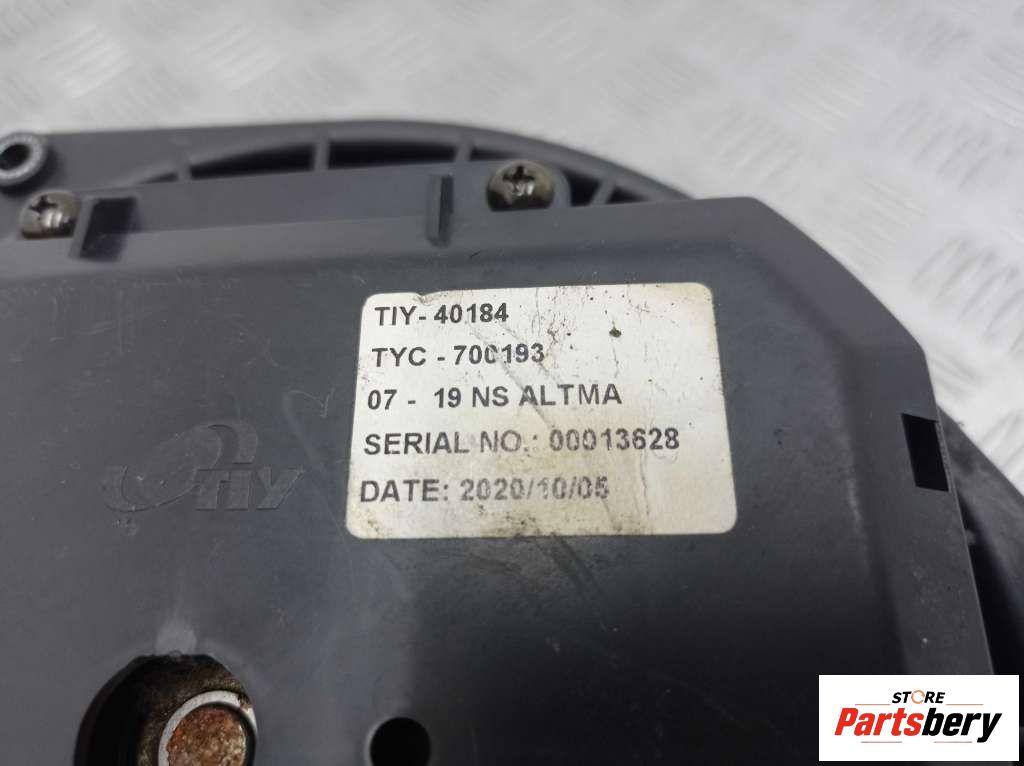 TIY- 40184
TYC - 700193
07 - 19 NS ALTMA
SERIAL NO.: 00013628
DATE: 2020/10/05
TIY
STORE
Partsbery